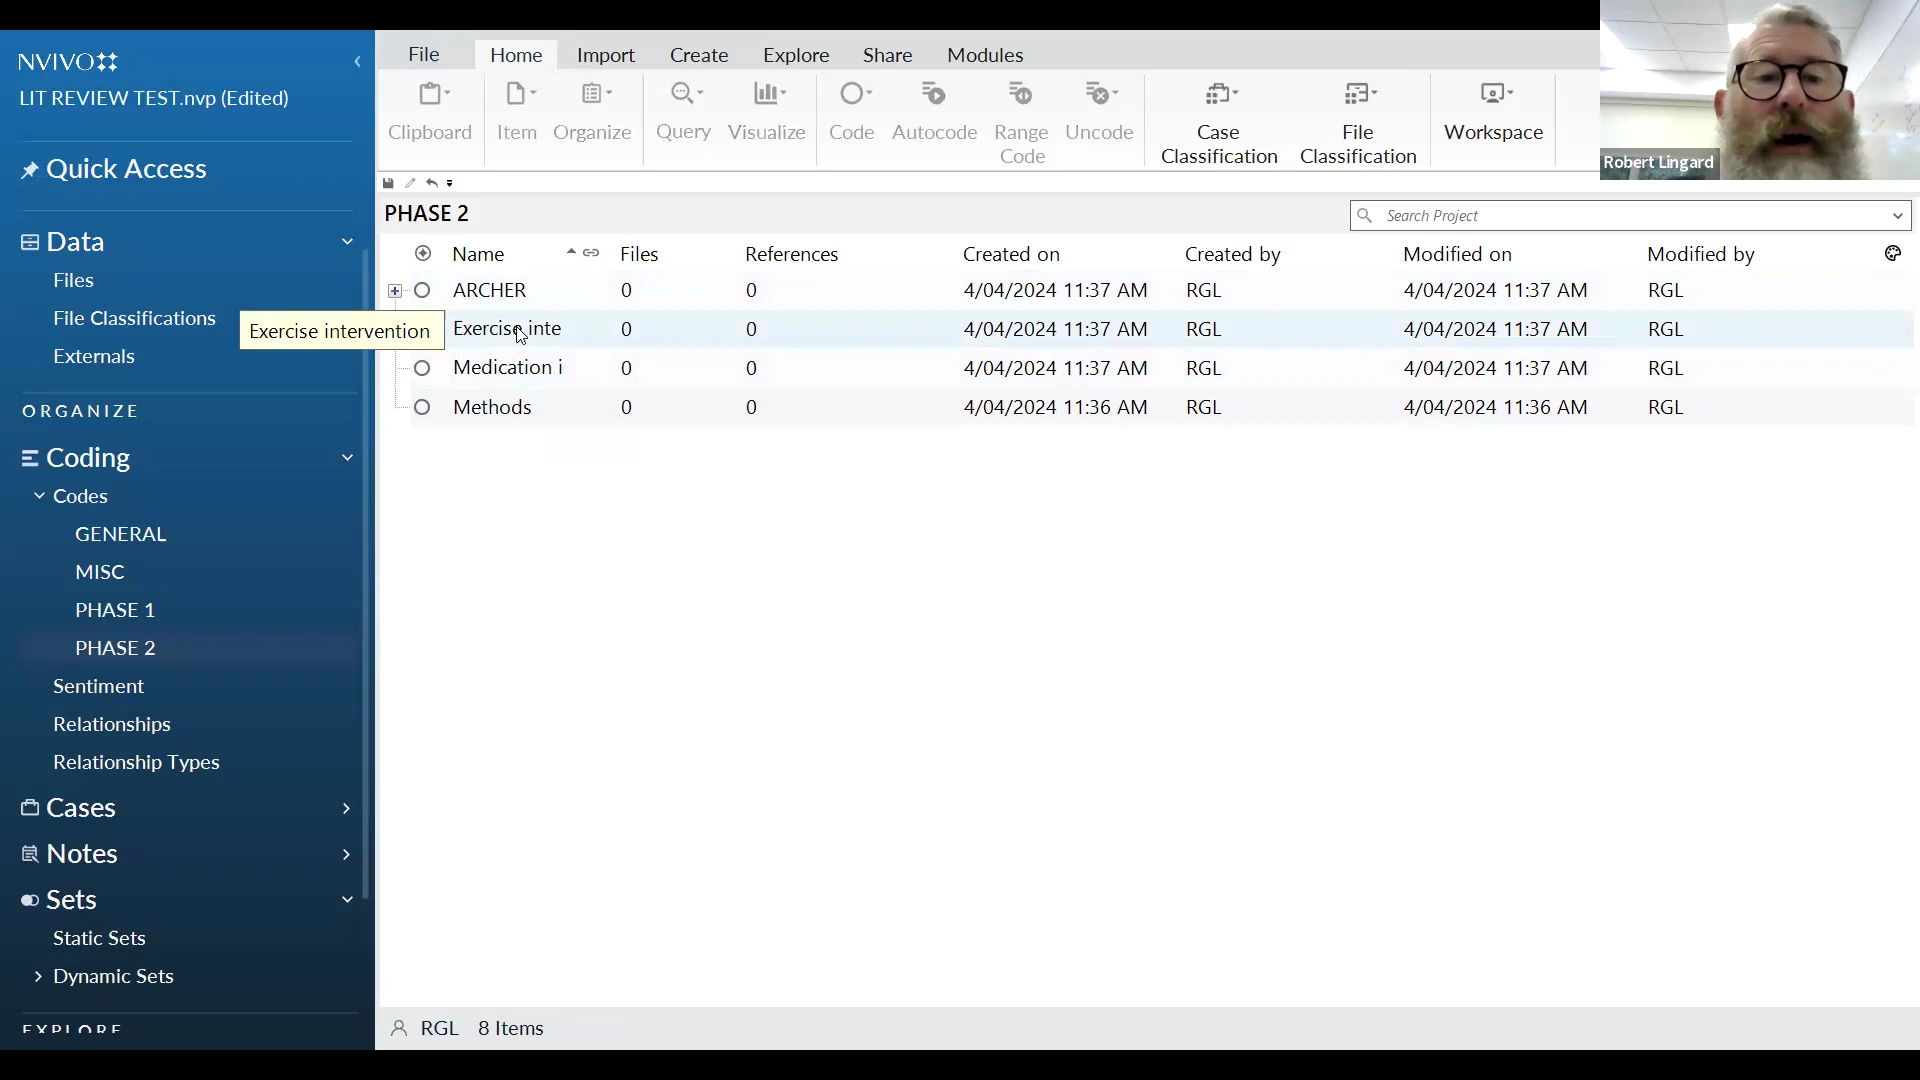 NVIVO
LIT REVIEW TEST.nvp (Edited)
Quick Access
Data
Files
File Classifications
Externals
ORGANIZE
Coding
Codes
GENERAL
MISC
PHASE 1
PHASE 2
Sentiment
Relationships
Relationship Types
Cases
Notes
Sets
Static Sets
Dynamic Sets
EXPLORE
File Home Import Create Explore Share Modules
Clipboard Item Organize Query Visualize Code Autocode Range Code Uncode Case Classification File Classification Workspace
Robert Lingard
PHASE 2
Search Project
Name Files References Created on Created by Modified on Modified by
ARCHER 0 0 4/04/2024 11:37 AM RGL 4/04/2024 11:37 AM RGL
Exercise intervention
Exercise inte 0 0 4/04/2024 11:37 AM RGL 4/04/2024 11:37 AM RGL
Medication i 0 0 4/04/2024 11:37 AM RGL 4/04/2024 11:37 AM RGL
Methods 0 0 4/04/2024 11:36 AM RGL 4/04/2024 11:36 AM RGL
RGL 8 Items